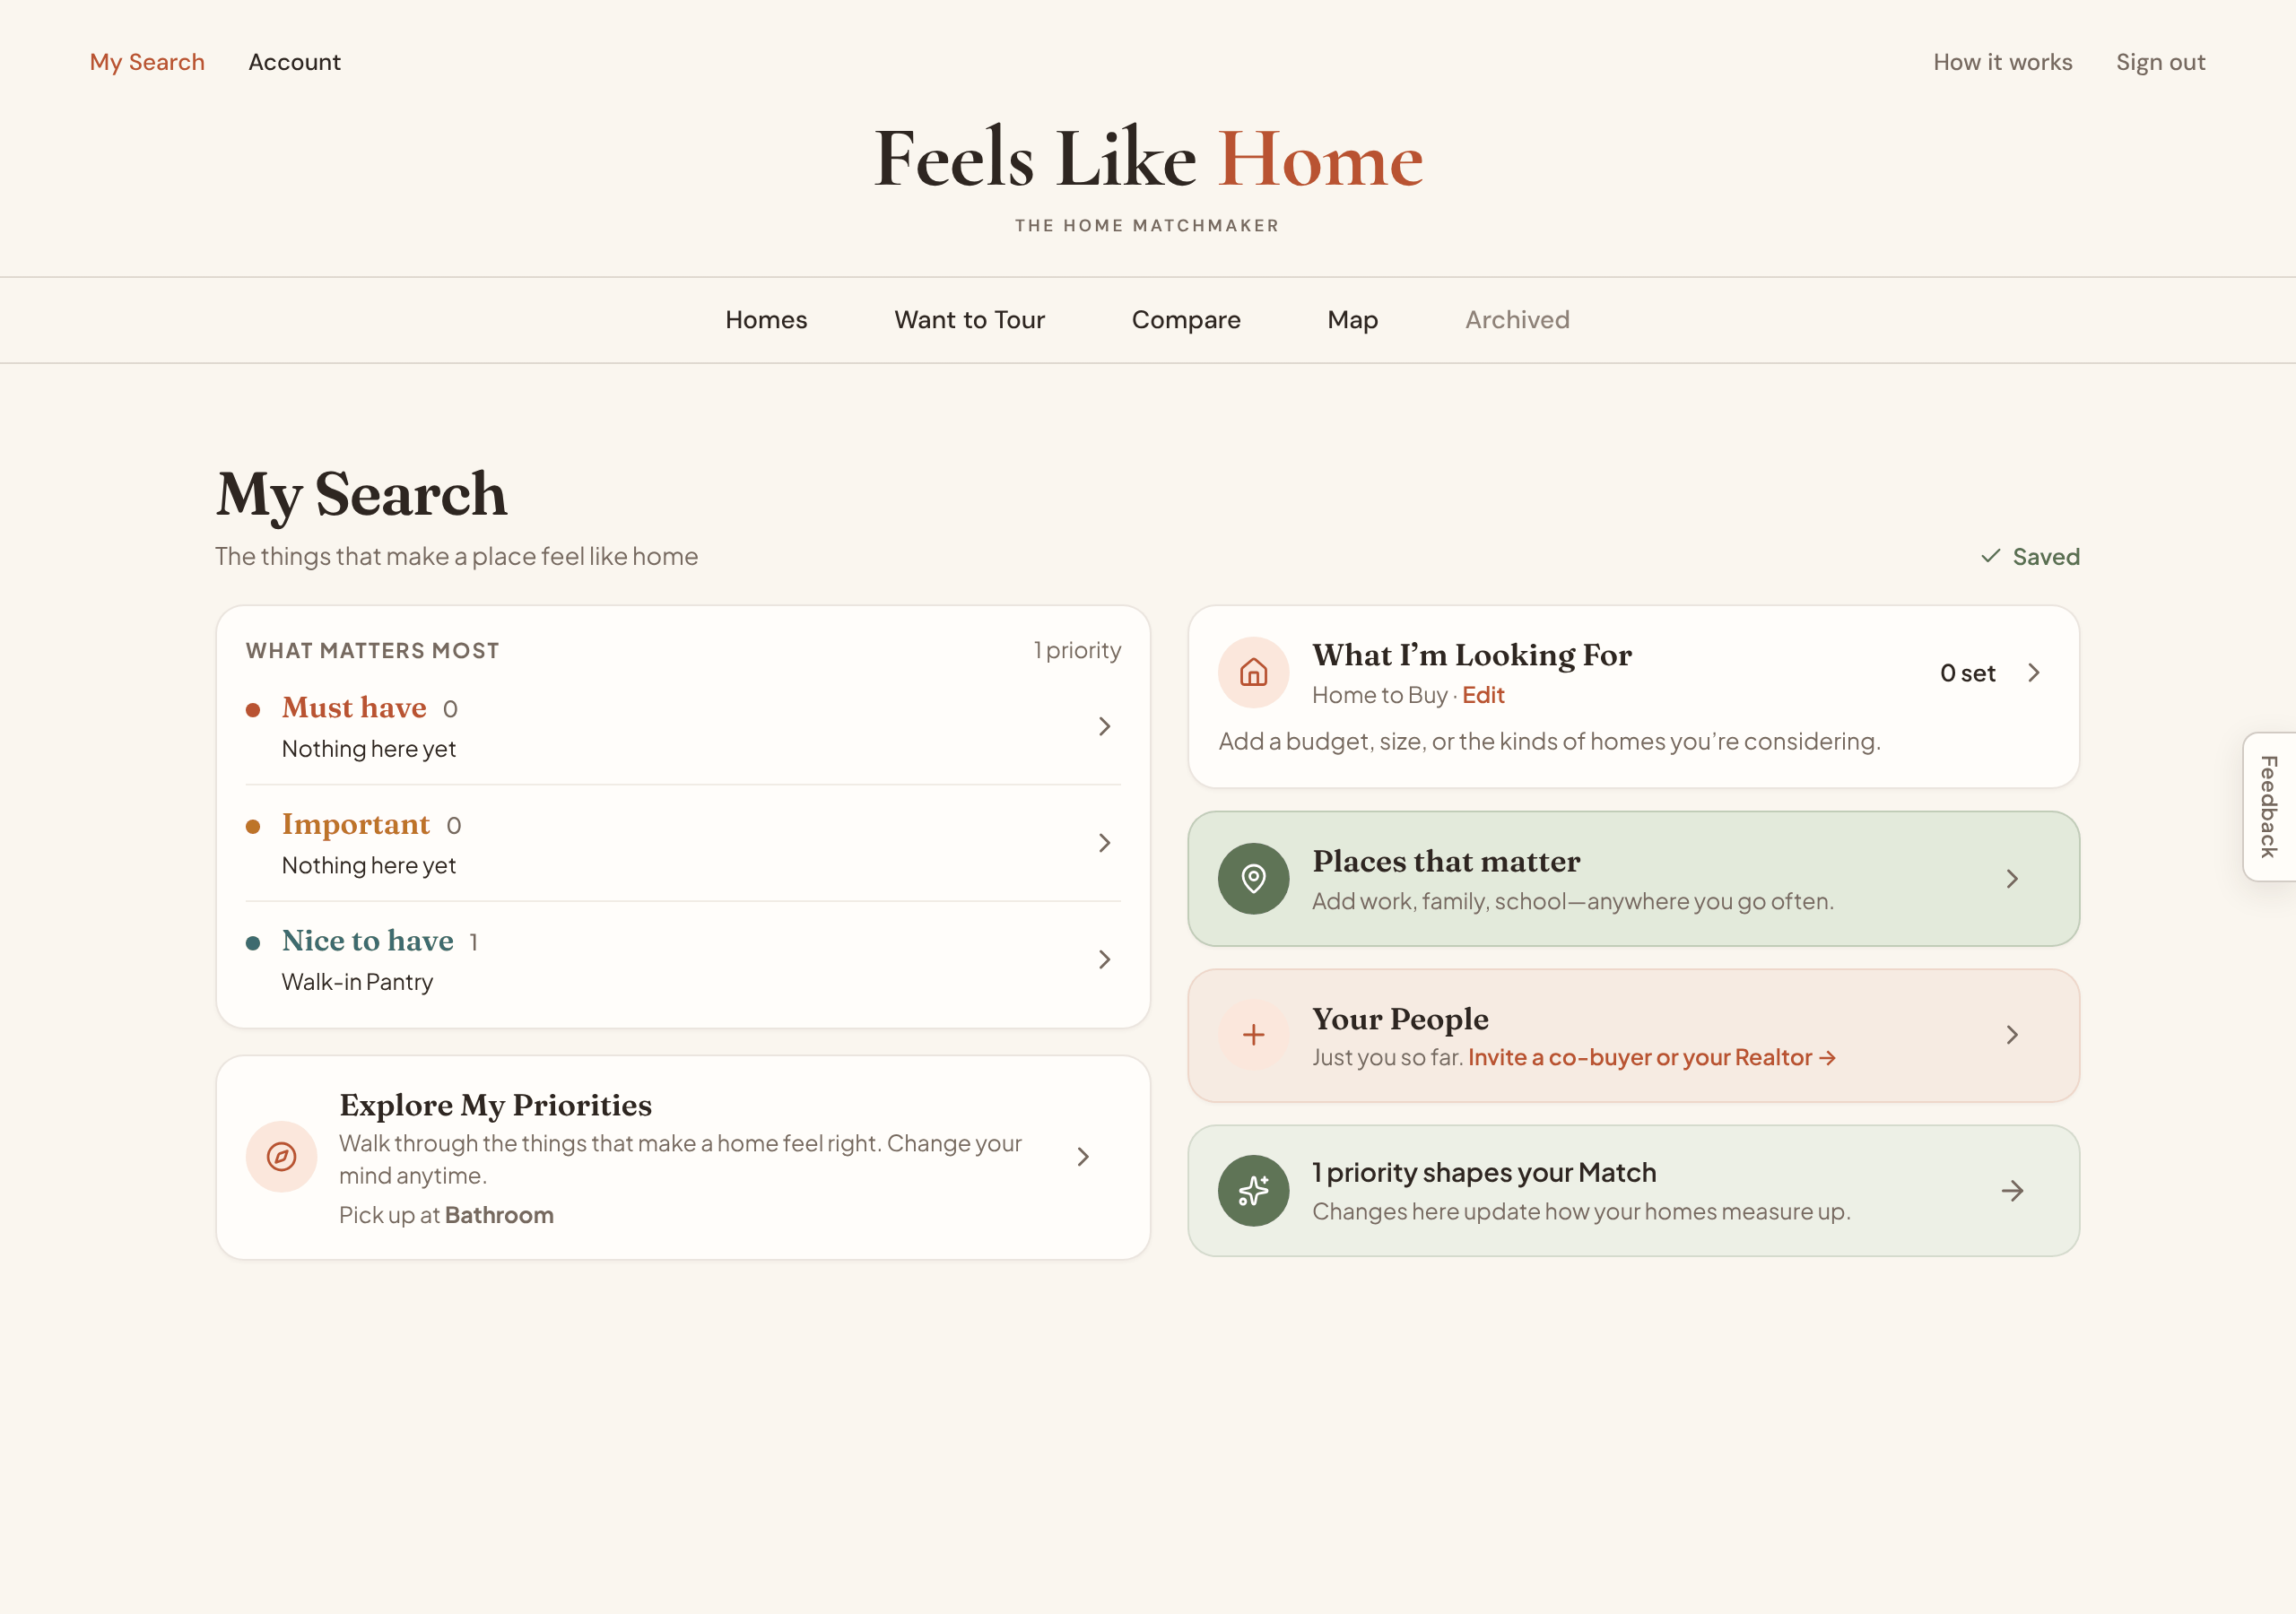 My Search Account How it works Sign out
Feels Like Home
THE HOME MATCHMAKER
Homes Want to Tour Compare Map Archived
My Search
The things that make a place feel like home
Saved
WHAT MATTERS MOST 1 priority
Must have 0
Nothing here yet
Important 0
Nothing here yet
Nice to have 1
Walk-in Pantry
Explore My Priorities
Walk through the things that make a home feel right. Change your
mind anytime.
Pick up at Bathroom
What I’m Looking For
Home to Buy · Edit
0 set
Add a budget, size, or the kinds of homes you’re considering.
Places that matter
Add work, family, school—anywhere you go often.
Your People
Just you so far. Invite a co-buyer or your Realtor →
1 priority shapes your Match
Changes here update how your homes measure up.
Feedback